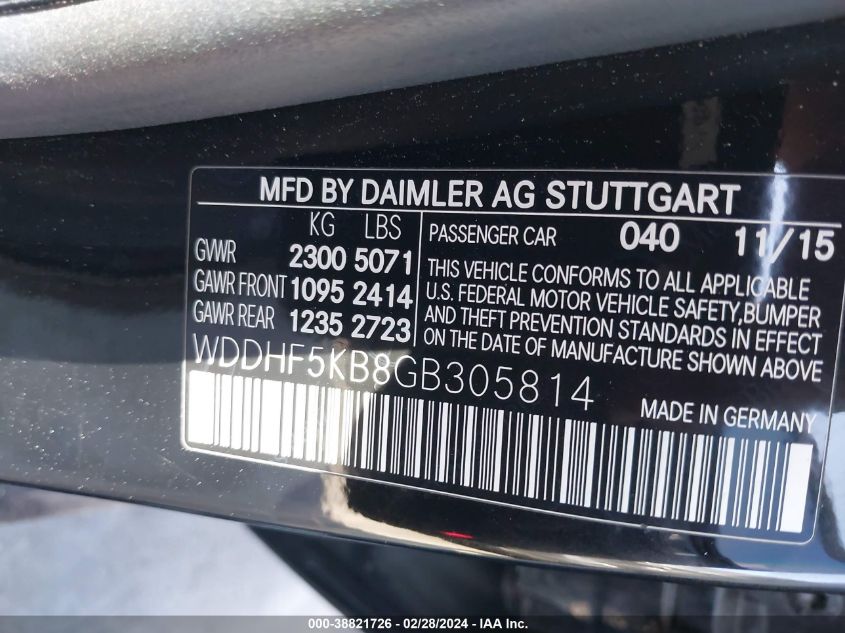 MFD BY DAIMLER AG STUTTGART
KG LBS
GVWR 2300 5071
GAWR FRONT 1095 2414
GAWR REAR 1235 2723
PASSENGER CAR 040 11/15
THIS VEHICLE CONFORMS TO ALL APPLICABLE
U.S. FEDERAL MOTOR VEHICLE SAFETY, BUMPER
AND THEFT PREVENTION STANDARDS IN EFFECT
ON THE DATE OF MANUFACTURE SHOWN ABOVE
WDDHF5KB8GB305814
MADE IN GERMANY
000-38821726 - 02/28/2024 - IAA Inc.